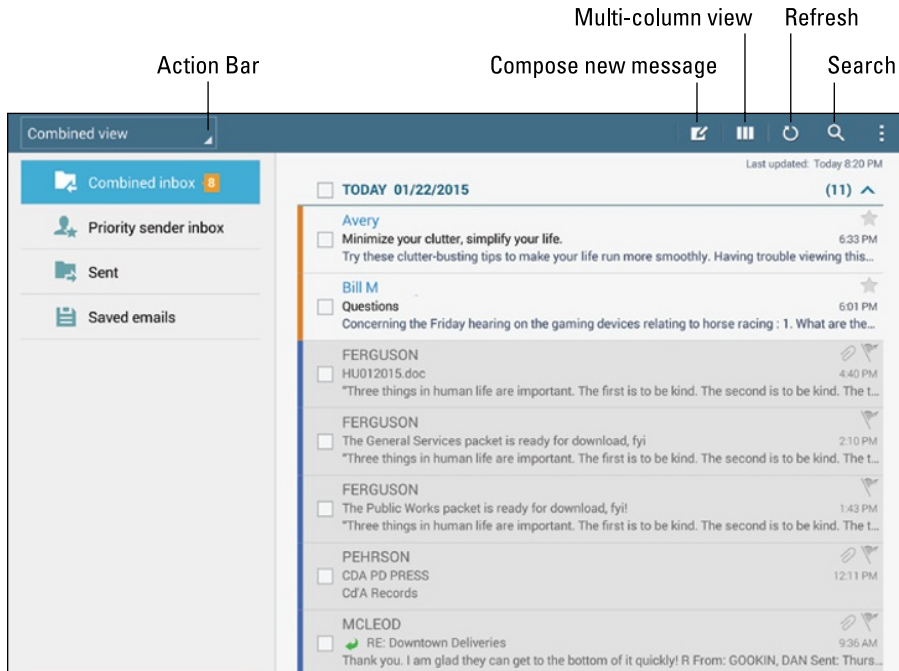 Multi-column view Refresh
Action Bar Compose new message Search
Combined view
Last updated: Today 8:20 PM
Combined inbox 8
Priority sender inbox
Sent
Saved emails
TODAY 01/22/2015 (11)
Avery
Minimize your clutter, simplify your life. 6:33 PM
Try these clutter-busting tips to make your life run more smoothly. Having trouble viewing this...
Bill M
Questions 6:01 PM
Concerning the Friday hearing on the gaming devices relating to horse racing : 1. What are the...
FERGUSON
HU012015.doc 4:40 PM
"Three things in human life are important. The first is to be kind. The second is to be kind. The t...
FERGUSON
The General Services packet is ready for download, fyi 2:10 PM
"Three things in human life are important. The first is to be kind. The second is to be kind. The t...
FERGUSON
The Public Works packet is ready for download, fyi! 1:43 PM
"Three things in human life are important. The first is to be kind. The second is to be kind. The t...
PEHRSON
CDA PD PRESS 12:11 PM
Cd'A Records
MCLEOD
RE: Downtown Deliveries 9:36 AM
Thank you. I am glad they can get to the bottom of it quickly! R From: GOOKIN, DAN Sent: Thurs...